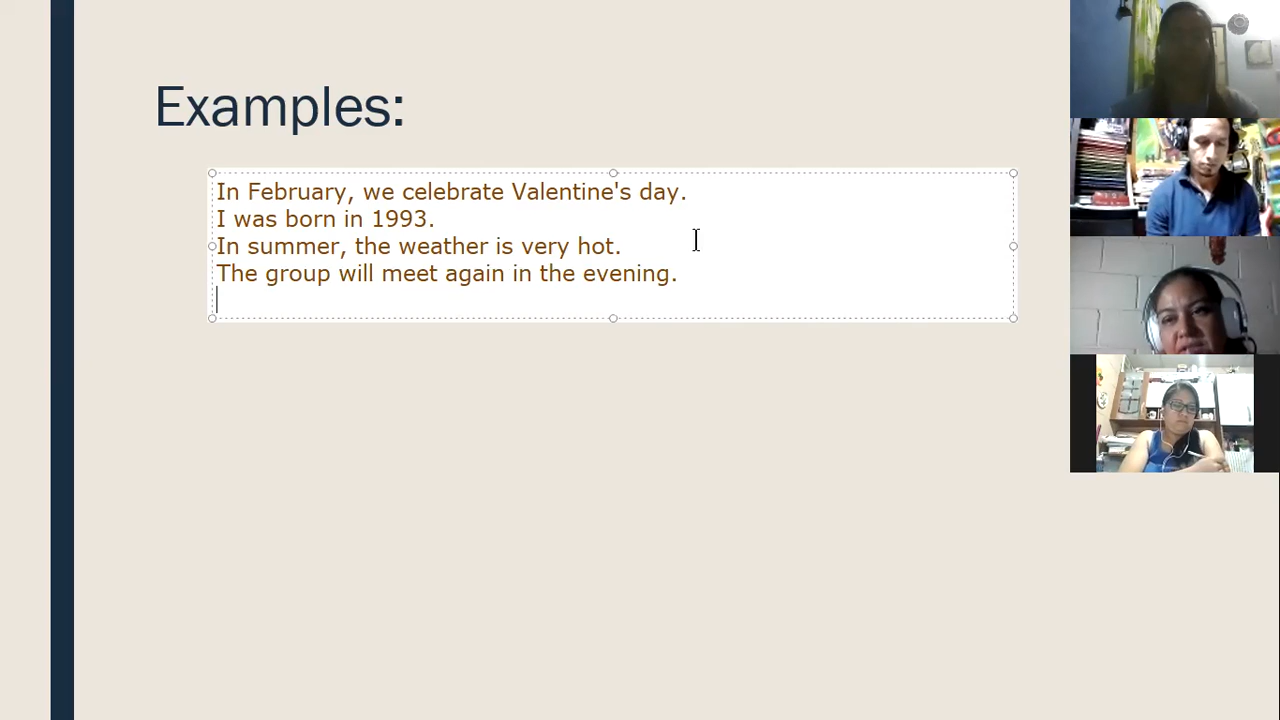 Examples:
In February, we celebrate Valentine's day.
I was born in 1993.
In summer, the weather is very hot.
The group will meet again in the evening.